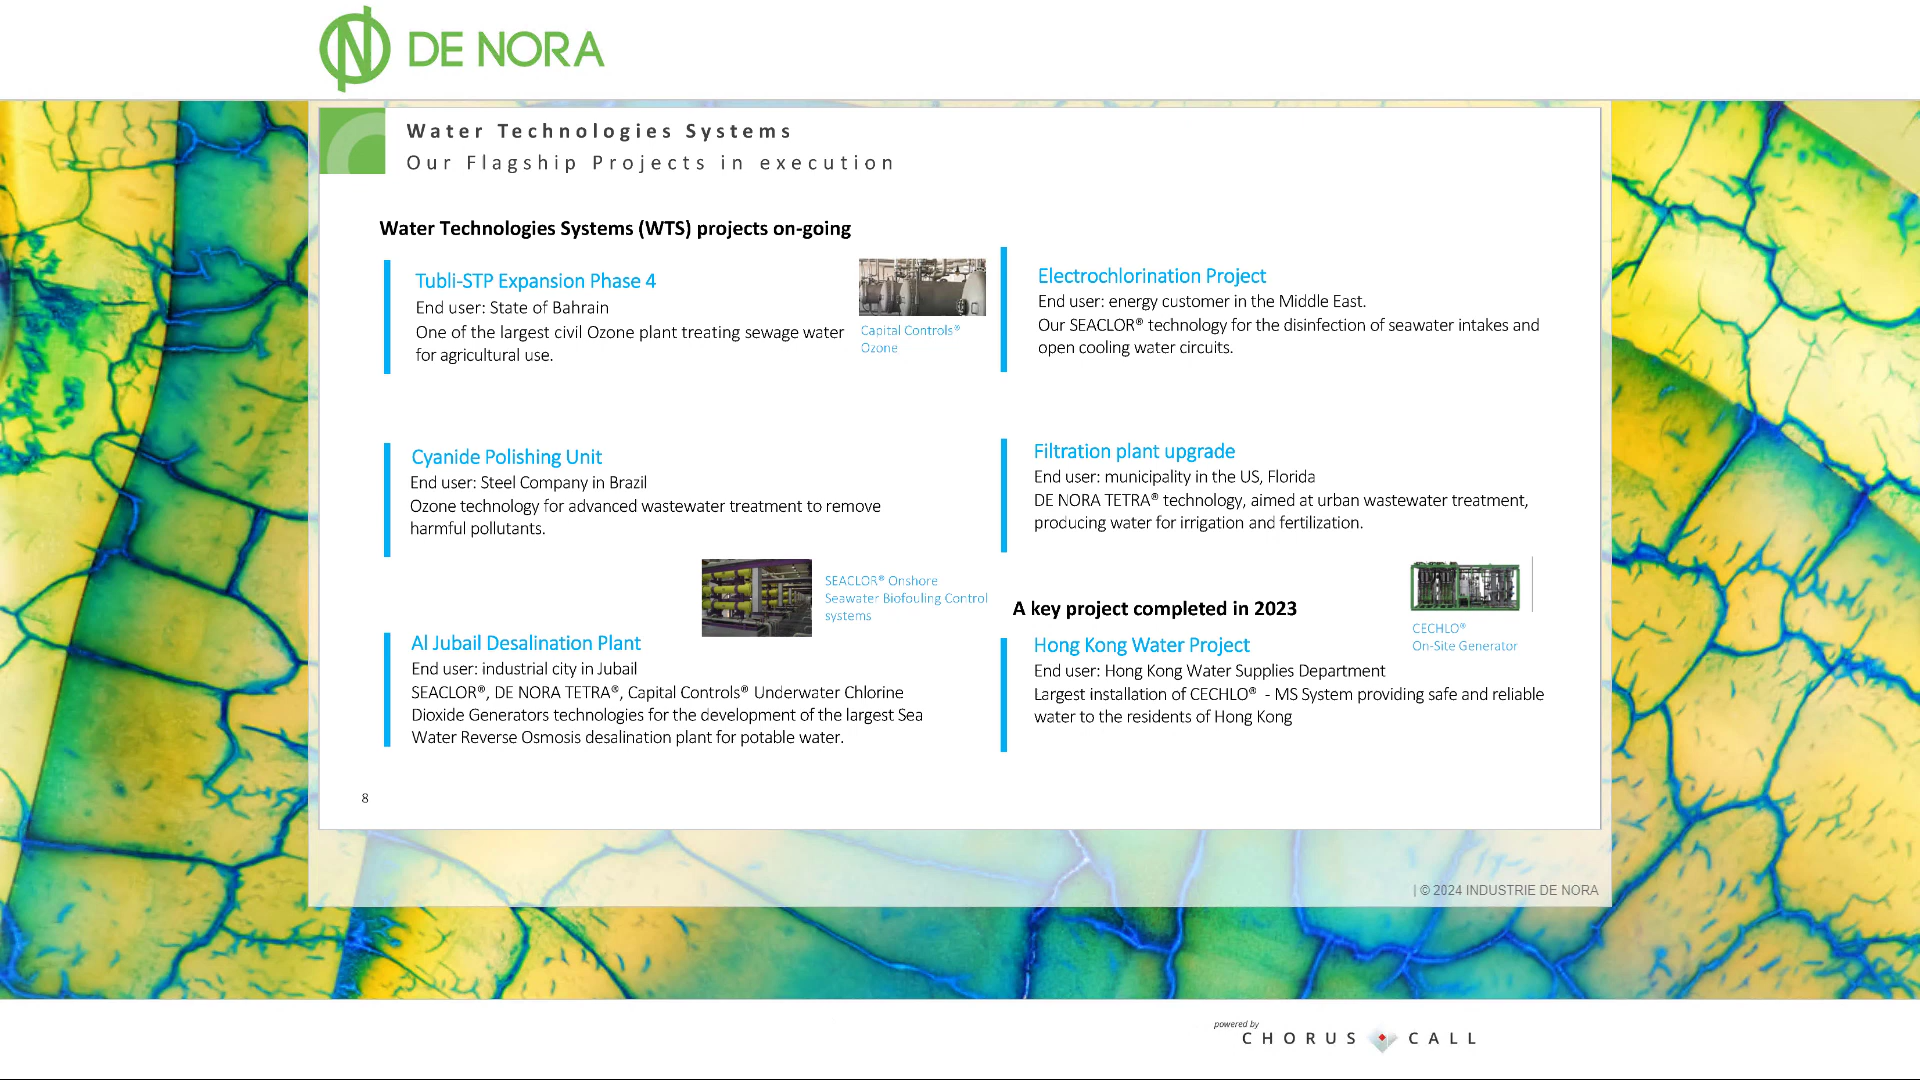 DE NORA
Water Technologies Systems
Our Flagship Projects in execution
Water Technologies Systems (WTS) projects on-going
Tubli-STP Expansion Phase 4
End user: State of Bahrain
One of the largest civil Ozone plant treating sewage water
for agricultural use.
Capital Controls®
Ozone
Electrochlorination Project
End user: energy customer in the Middle East.
Our SEACLOR® technology for the disinfection of seawater intakes and
open cooling water circuits.
Cyanide Polishing Unit
End user: Steel Company in Brazil
Ozone technology for advanced wastewater treatment to remove
harmful pollutants.
Filtration plant upgrade
End user: municipality in the US, Florida
DE NORA TETRA® technology, aimed at urban wastewater treatment,
producing water for irrigation and fertilization.
SEACLOR® Onshore
Seawater Biofouling Control
systems
Al Jubail Desalination Plant
End user: industrial city in Jubail
SEACLOR®, DE NORA TETRA®, Capital Controls® Underwater Chlorine
Dioxide Generators technologies for the development of the largest Sea
Water Reverse Osmosis desalination plant for potable water.
A key project completed in 2023
CECHLO®
On-Site Generator
Hong Kong Water Project
End user: Hong Kong Water Supplies Department
Largest installation of CECHLO® - MS System providing safe and reliable
water to the residents of Hong Kong
8
| © 2024 INDUSTRIE DE NORA
powered by
CHORUS CALL